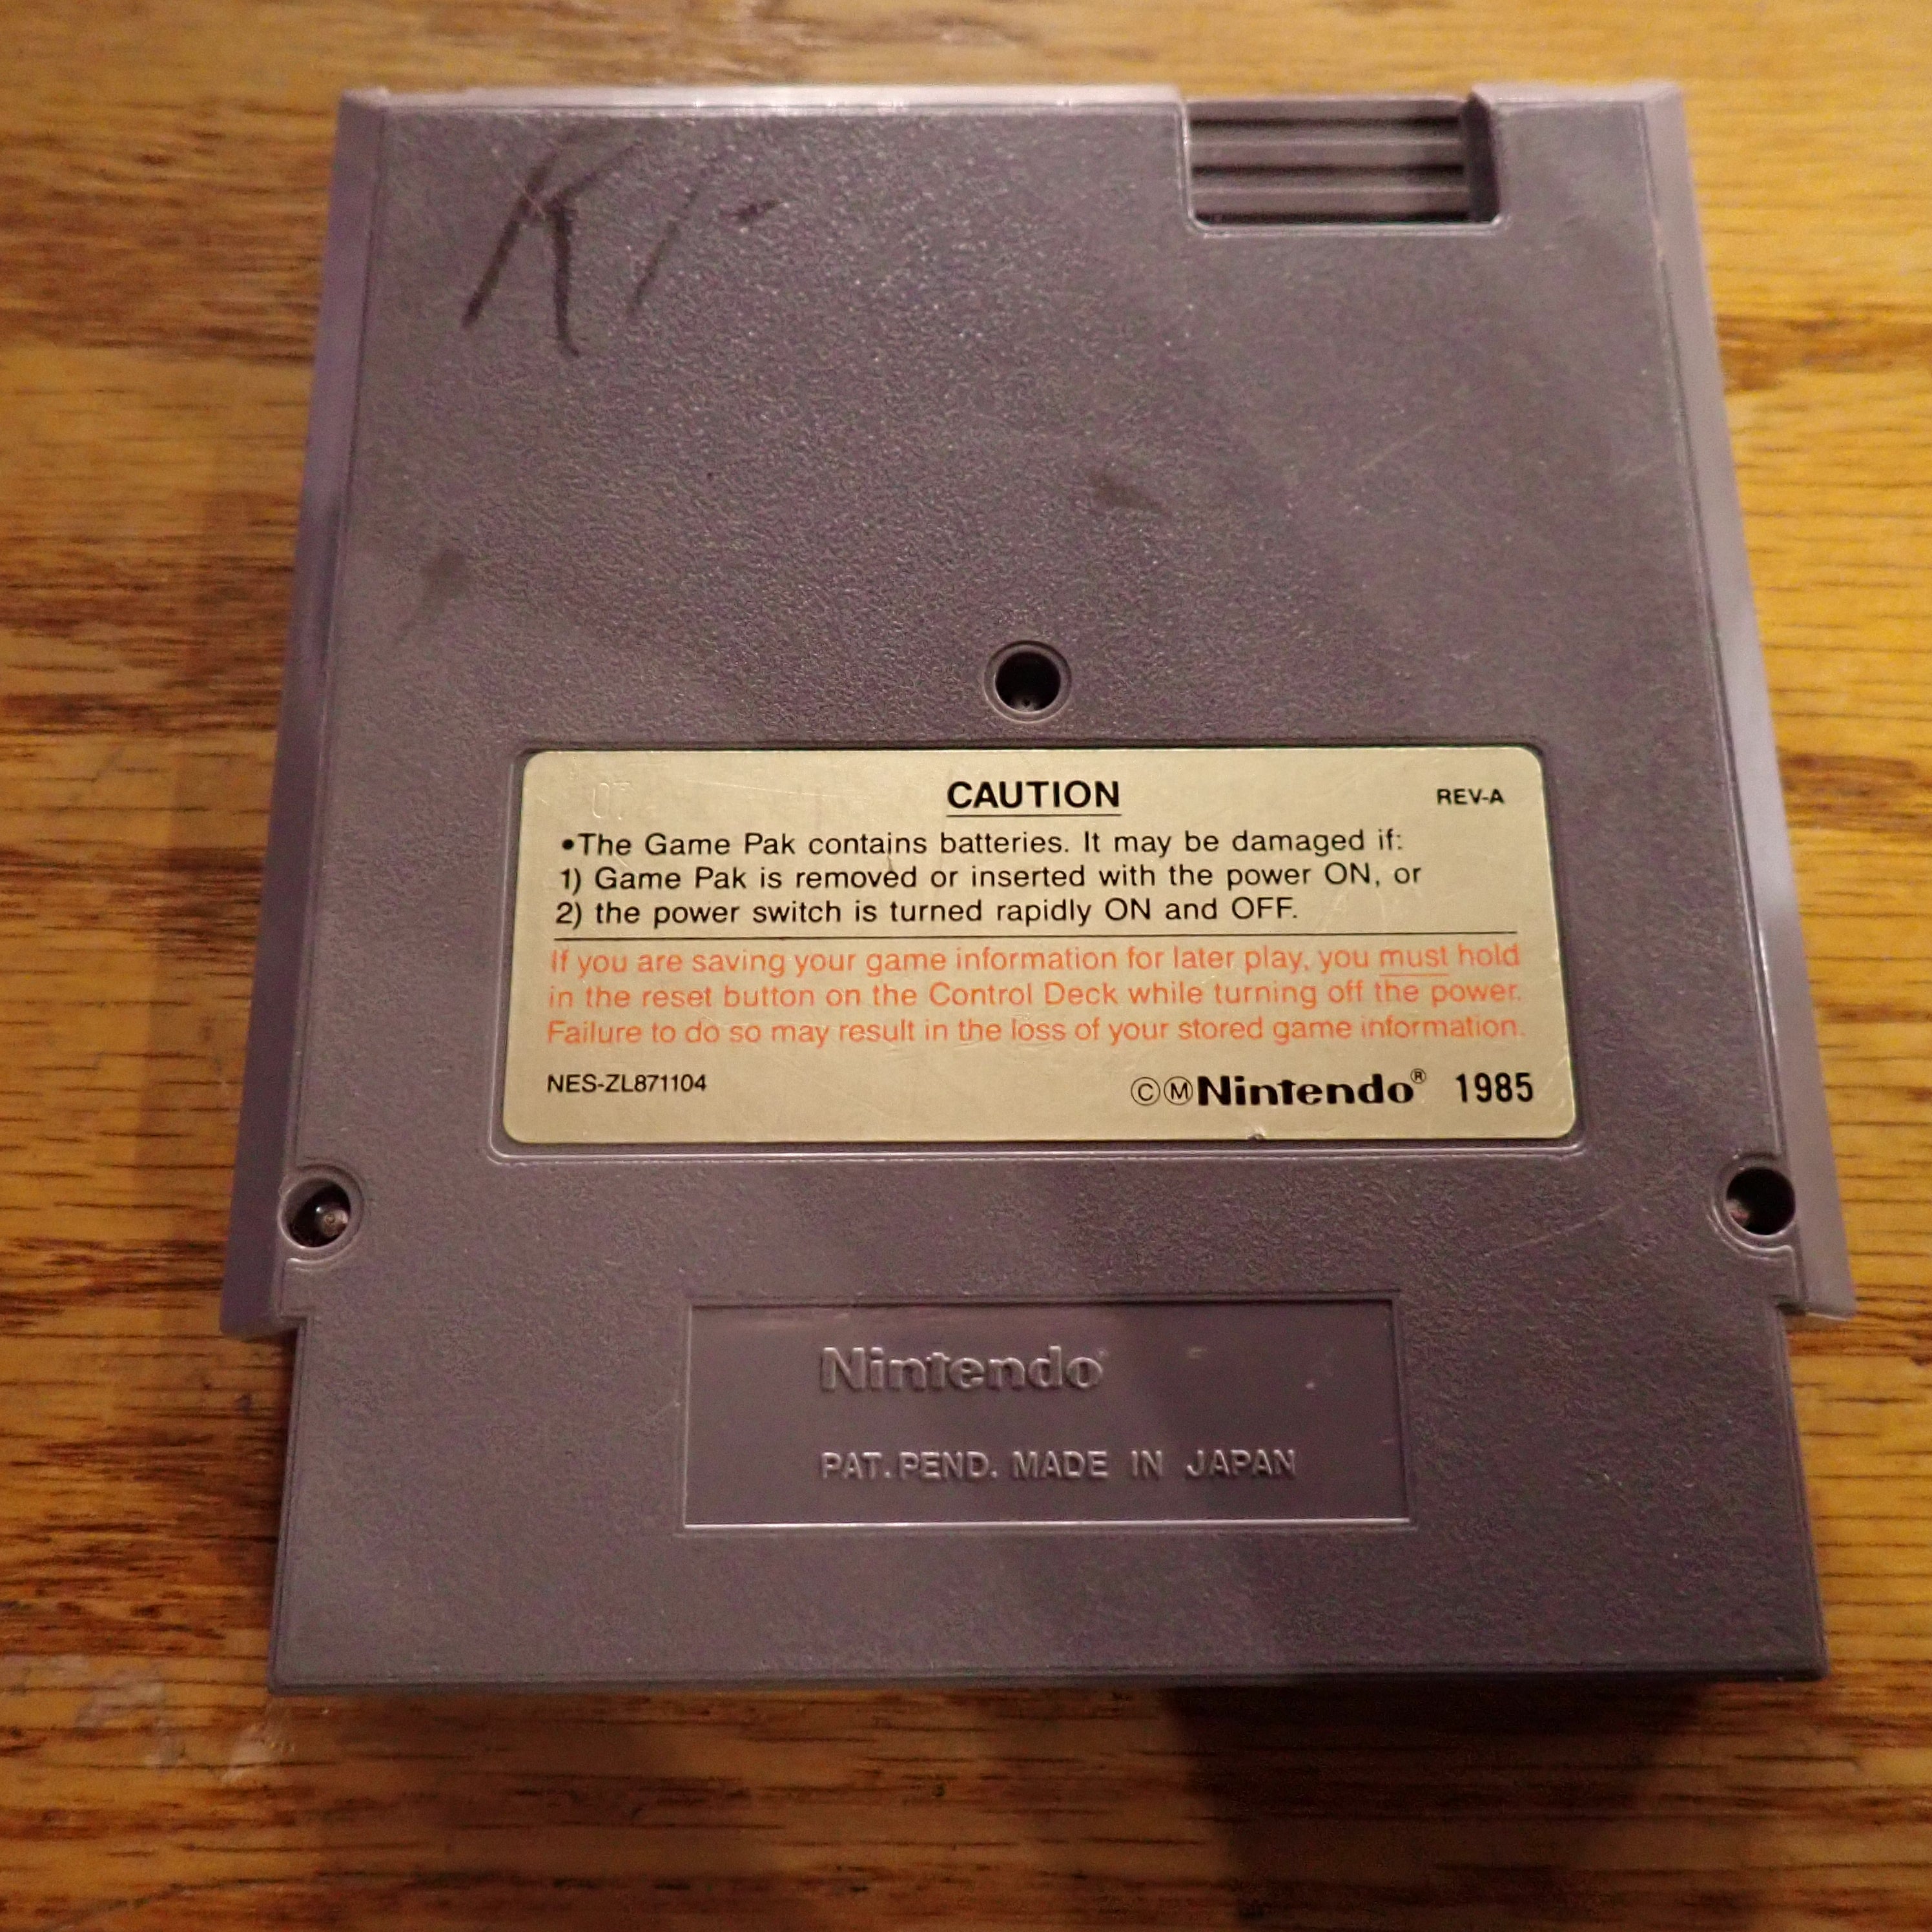 CAUTION
REV-A
•The Game Pak contains batteries. It may be damaged if:
1) Game Pak is removed or inserted with the power ON, or
2) the power switch is turned rapidly ON and OFF.
If you are saving your game information for later play, you must hold
in the reset button on the Control Deck while turning off the power.
Failure to do so may result in the loss of your stored game information.
NES-ZL871104
ⒸⓂNintendo® 1985
Nintendo®
PAT.PEND. MADE IN JAPAN